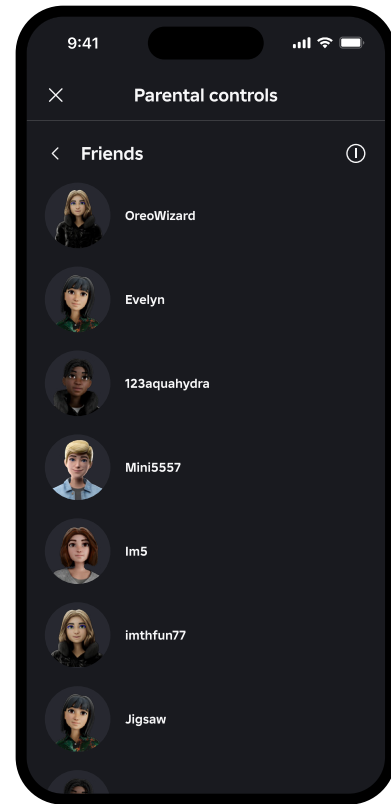 9:41
Parental controls
Friends
OreoWizard
Evelyn
123aquahydra
Mini5557
Im5
imthfun77
Jigsaw